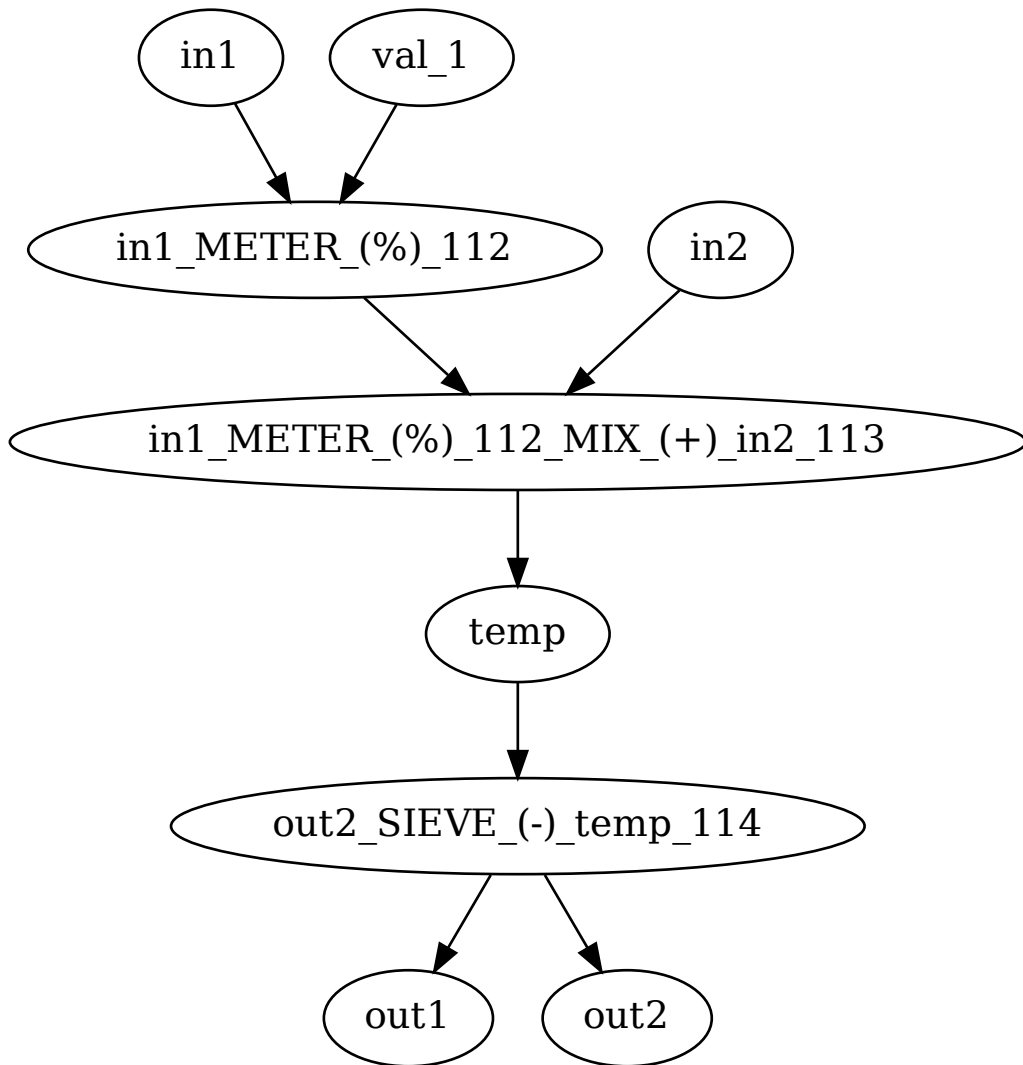 in1
val_1
in1_METER_(%)_112
in2
in1_METER_(%)_112_MIX_(+)_in2_113
temp
out2_SIEVE_(-)_temp_114
out1
out2